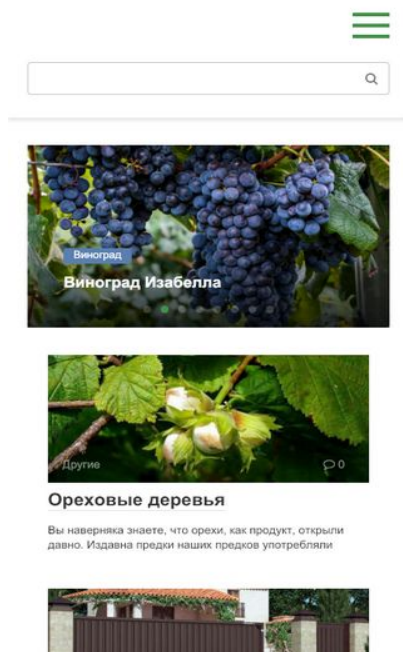 Виноград
Виноград Изабелла
Другие
0
Ореховые деревья
Вы наверняка знаете, что орехи, как продукт, открыли
давно. Издавна предки наших предков употребляли